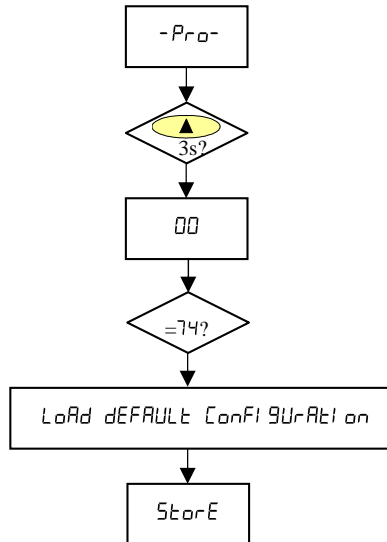 -Pro-
▲
3s?
00
=74?
LoAd dEFAULt ConFIgUrAtIon
StorE